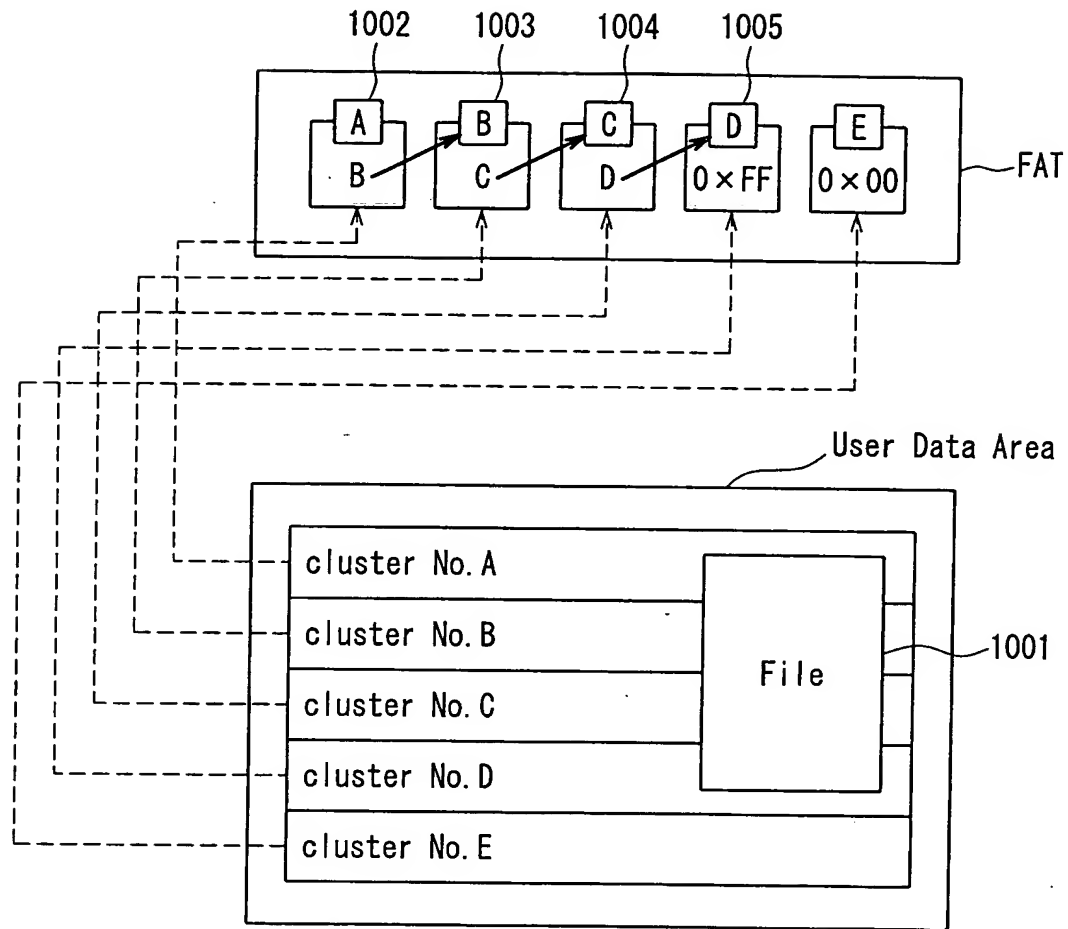 1002 1003 1004 1005
A B C D E
B C D 0×FF 0×00
FAT
User Data Area
cluster No.A
cluster No.B
1001
File
cluster No.C
cluster No.D
cluster No.E